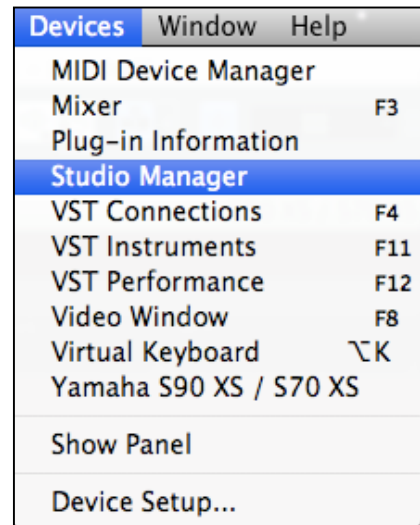 Devices Window Help
MIDI Device Manager
Mixer F3
Plug-in Information
Studio Manager
VST Connections F4
VST Instruments F11
VST Performance F12
Video Window F8
Virtual Keyboard ⌥K
Yamaha S90 XS / S70 XS
Show Panel
Device Setup...